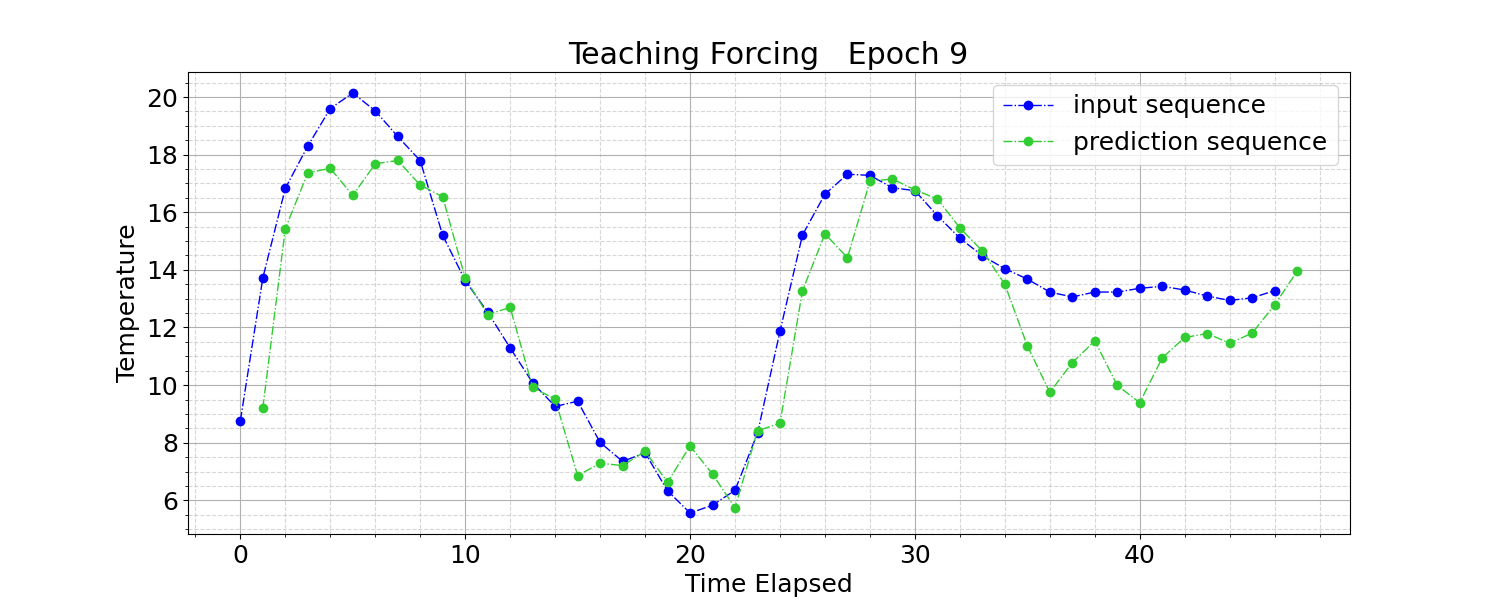 Teaching Forcing   Epoch 9
input sequence
prediction sequence
Temperature
20
18
16
14
12
10
8
6
0 10 20 30 40
Time Elapsed